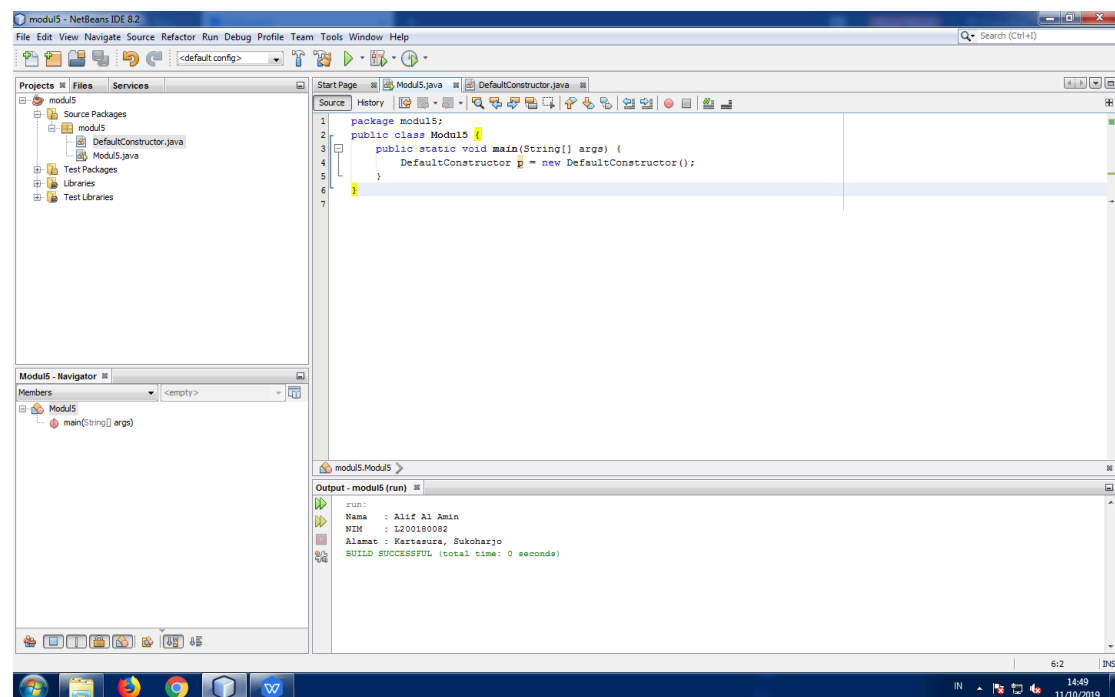 modul5 - NetBeans IDE 8.2
File Edit View Navigate Source Refactor Run Debug Profile Team Tools Window Help
Search (Ctrl+I)
<default config>
Projects Files Services
modul5
Source Packages
modul5
DefaultConstructor.java
Modul5.java
Test Packages
Libraries
Test Libraries
Start Page Modul5.java DefaultConstructor.java
Source History
1 package modul5;
2 public class Modul5 {
3 public static void main(String[] args) {
4 DefaultConstructor p = new DefaultConstructor();
5 }
6 }
7
Modul5 - Navigator
Members <empty>
Modul5
main(String[] args)
modul5.Modul5
Output - modul5 (run)
run:
Nama : Alif Al Amin
NIM : L200180082
Alamat : Kartasura, Sukoharjo
BUILD SUCCESSFUL (total time: 0 seconds)
6:2 INS
IN
14:49
11/10/2019